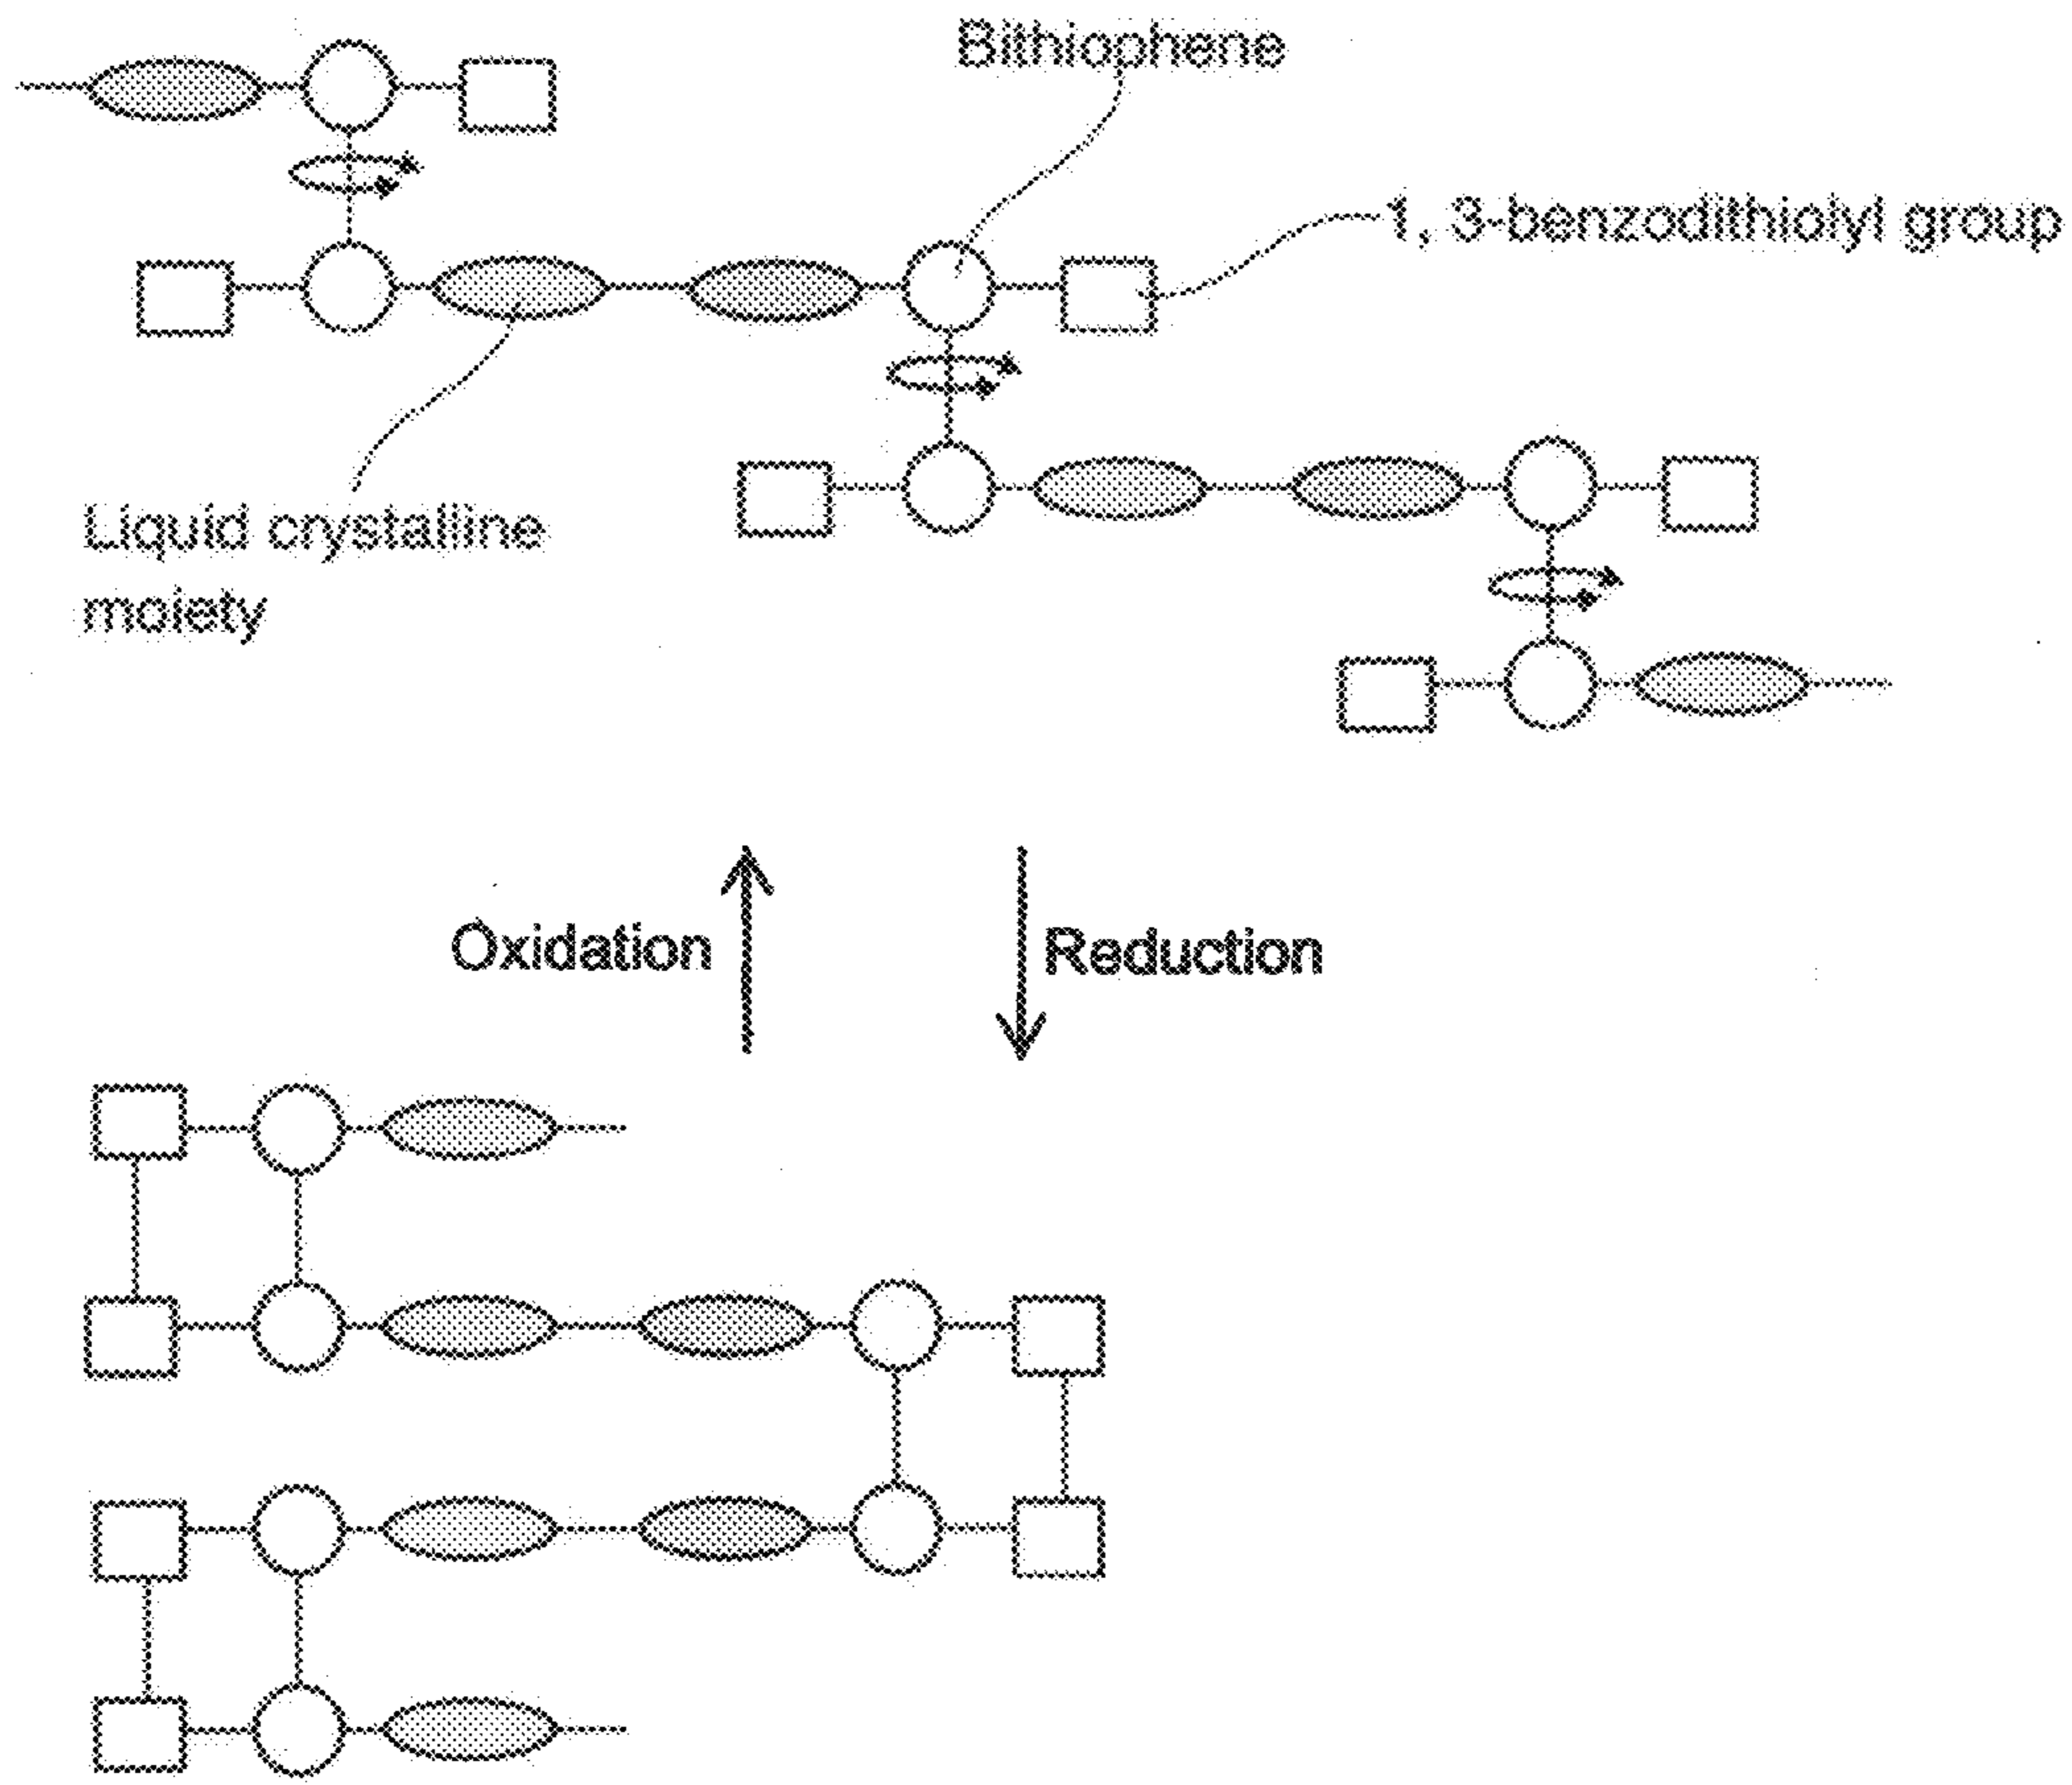 Bithiophene
1, 3-benzodithiolyl group
Liquid crystalline
moiety
Oxidation
Reduction